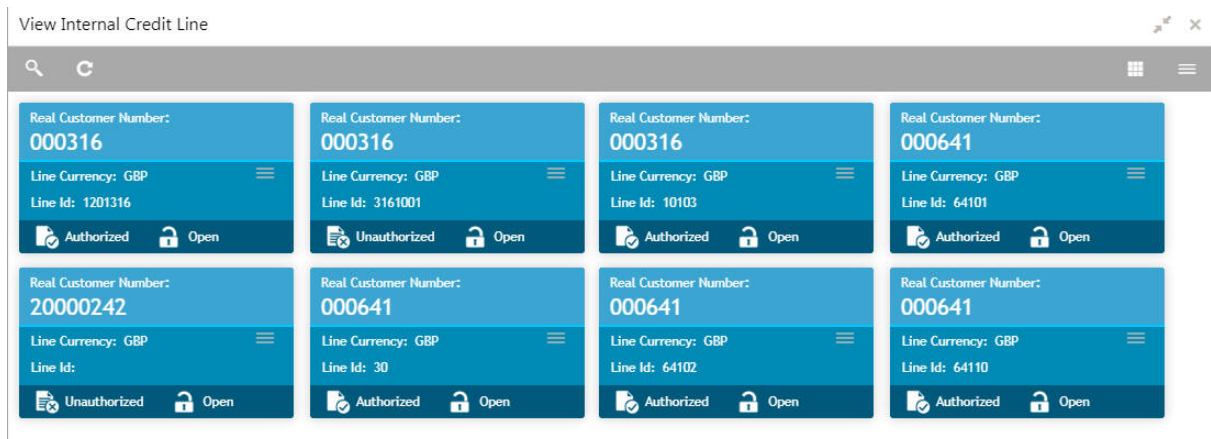 View Internal Credit Line
Real Customer Number:
000316
Line Currency: GBP
Line Id: 1201316
Authorized Open
Real Customer Number:
000316
Line Currency: GBP
Line Id: 3161001
Unauthorized Open
Real Customer Number:
000316
Line Currency: GBP
Line Id: 10103
Authorized Open
Real Customer Number:
000641
Line Currency: GBP
Line Id: 64101
Authorized Open
Real Customer Number:
20000242
Line Currency: GBP
Line Id:
Unauthorized Open
Real Customer Number:
000641
Line Currency: GBP
Line Id: 30
Authorized Open
Real Customer Number:
000641
Line Currency: GBP
Line Id: 64102
Authorized Open
Real Customer Number:
000641
Line Currency: GBP
Line Id: 64110
Authorized Open